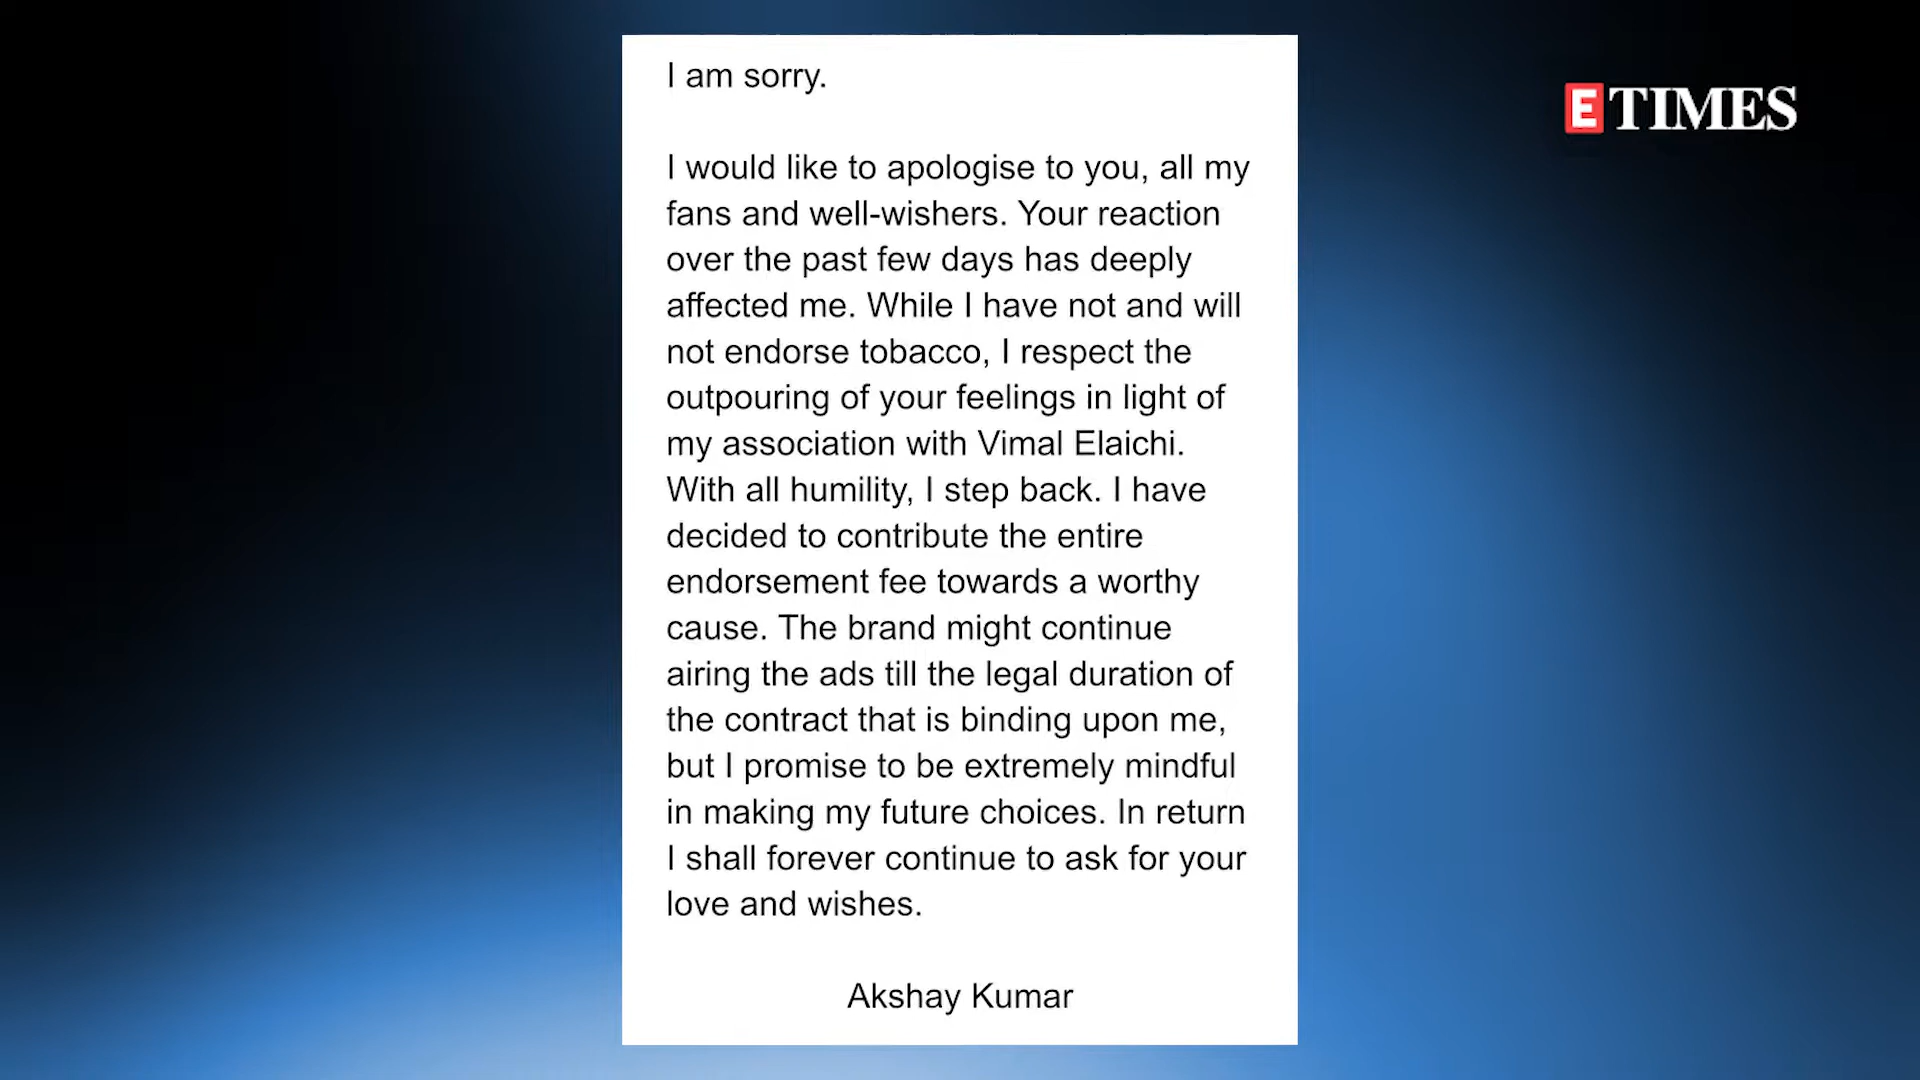 I am sorry.
ETIMES
I would like to apologise to you, all my
fans and well-wishers. Your reaction
over the past few days has deeply
affected me. While I have not and will
not endorse tobacco, I respect the
outpouring of your feelings in light of
my association with Vimal Elaichi.
With all humility, I step back. I have
decided to contribute the entire
endorsement fee towards a worthy
cause. The brand might continue
airing the ads till the legal duration of
the contract that is binding upon me,
but I promise to be extremely mindful
in making my future choices. In return
I shall forever continue to ask for your
love and wishes.
Akshay Kumar